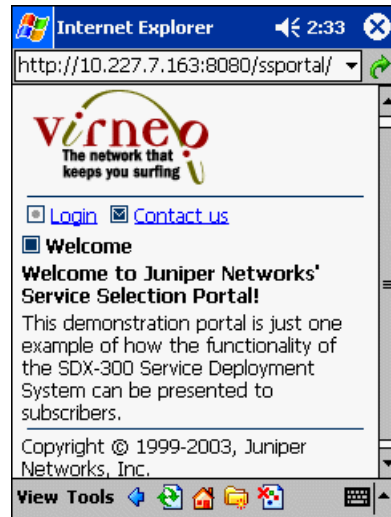 Internet Explorer 2:33
http://10.227.7.163:8080/ssportal/
Virneo
The network that
keeps you surfing
Login Contact us
Welcome
Welcome to Juniper Networks'
Service Selection Portal!
This demonstration portal is just one
example of how the functionality of
the SDX-300 Service Deployment
System can be presented to
subscribers.
Copyright © 1999-2003, Juniper
Networks, Inc.
View Tools